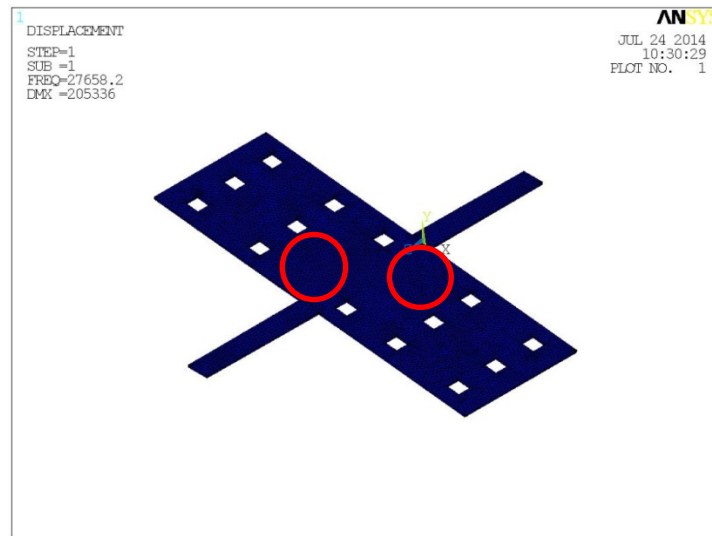 1
DISPLACEMENT
STEP=1
SUB =1
FREQ=27658.2
DMX =205336
ANSYS
JUL 24 2014
10:30:29
PLOT NO. 1
Y
Z X